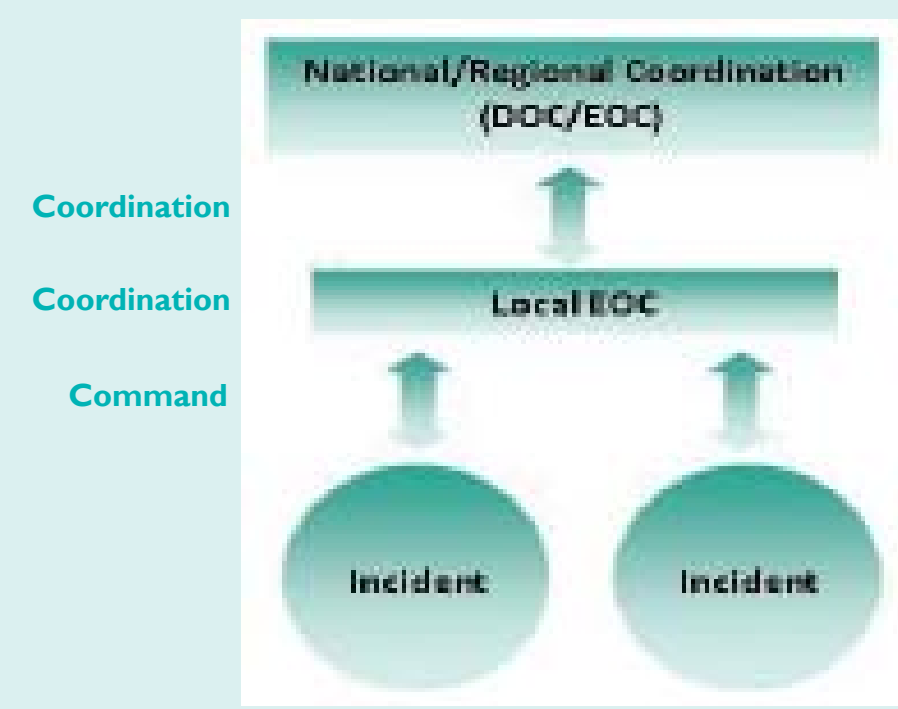 National/Regional Coordination
(DOC/EOC)
Coordination
Coordination
Local EOC
Command
Incident
Incident